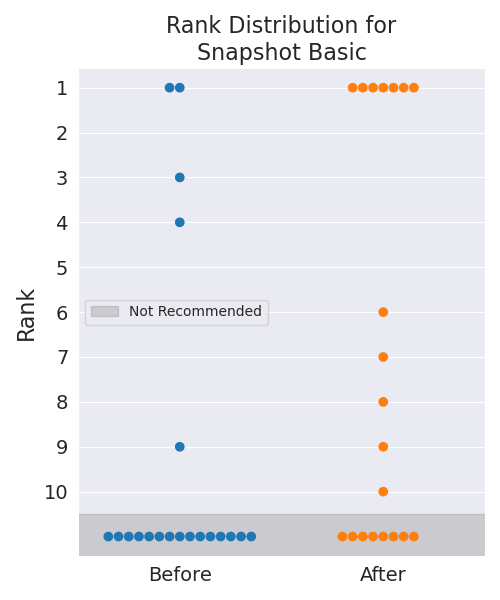 Rank Distribution for
Snapshot Basic
Rank
1
2
3
4
5
6
7
8
9
10
Not Recommended
Before
After